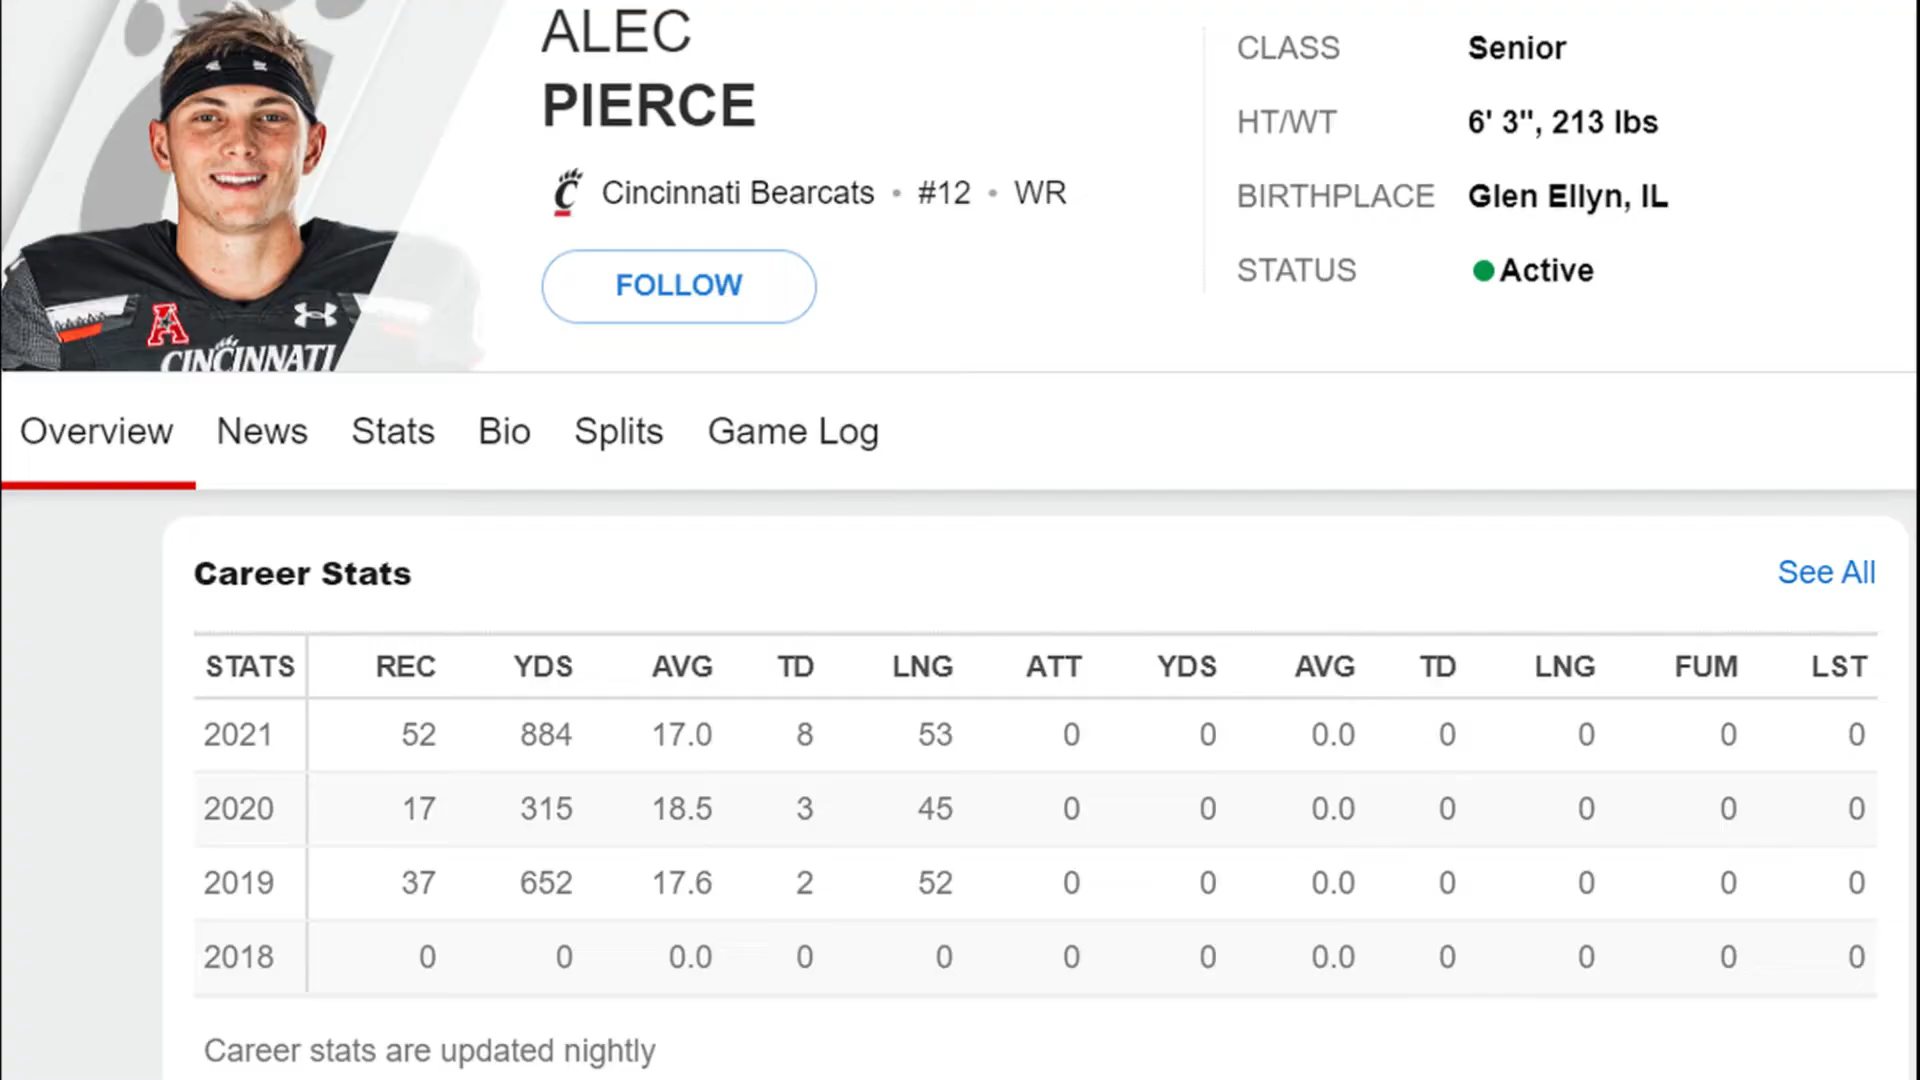 ALEC
PIERCE
Cincinnati Bearcats • #12 • WR
FOLLOW
CLASS Senior
HT/WT 6' 3", 213 lbs
BIRTHPLACE Glen Ellyn, IL
STATUS Active
A
CINCINNATI
Overview News Stats Bio Splits Game Log
Career Stats See All
STATS REC YDS AVG TD LNG ATT YDS AVG TD LNG FUM LST
2021 52 884 17.0 8 53 0 0 0.0 0 0 0 0
2020 17 315 18.5 3 45 0 0 0.0 0 0 0 0
2019 37 652 17.6 2 52 0 0 0.0 0 0 0 0
2018 0 0 0.0 0 0 0 0 0.0 0 0 0 0
Career stats are updated nightly